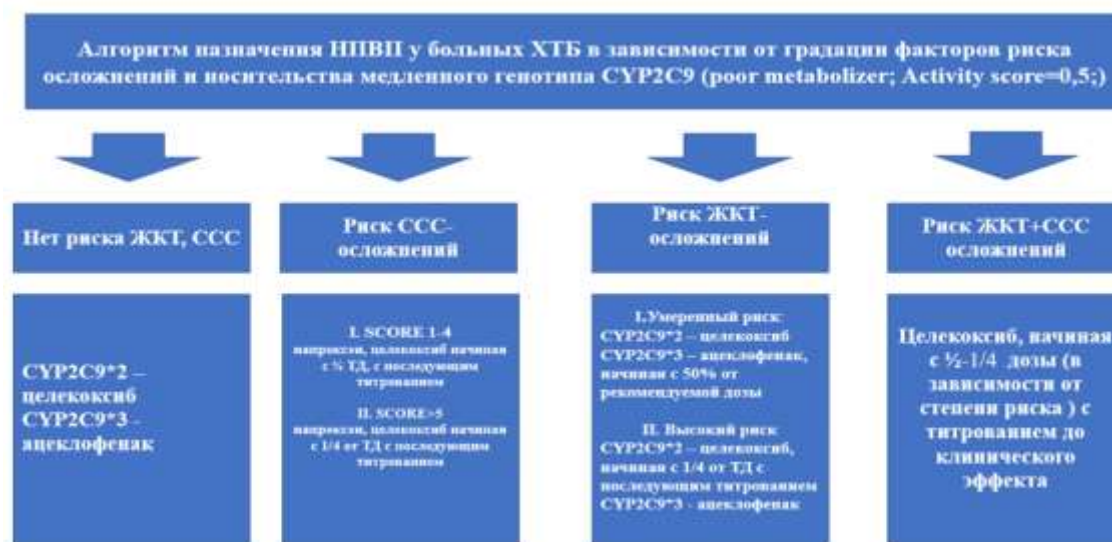 Алгоритм назначения НПВП у больных ХТБ в зависимости от градации факторов риска
осложнений и носительства медленного генотипа CYP2C9 (poor metabolizer; Activity score=0,5;)
Нет риска ЖКТ, ССС
Риск ССС-
осложнений
Риск ЖКТ-
осложнений
Риск ЖКТ+ССС
осложнений
CYP2C9*2 –
целекоксиб
CYP2C9*3 -
ацеклофенак
I. SCORE 1-4
напроксен, целекоксиб начиная
с ТД, с последующим
титрованием
II. SCORE>5
напроксен, целекоксиб начиная
с 1/4 от ТД с последующим
титрованием
I.Умеренный риск:
CYP2C9*2 – целекоксиб
CYP2C9*3 – ацеклофенак,
начиная с 50% от
рекомендуемой дозы
II. Высокий риск
CYP2C9*2 – целекоксиб,
начиная с 1/4 от ТД с
последующим титрованием
CYP2C9*3 - ацеклофенак
Целекоксиб, начиная
с ½-1/4 дозы (в
зависимости от
степени риска ) с
титрованием до
клинического
эффекта